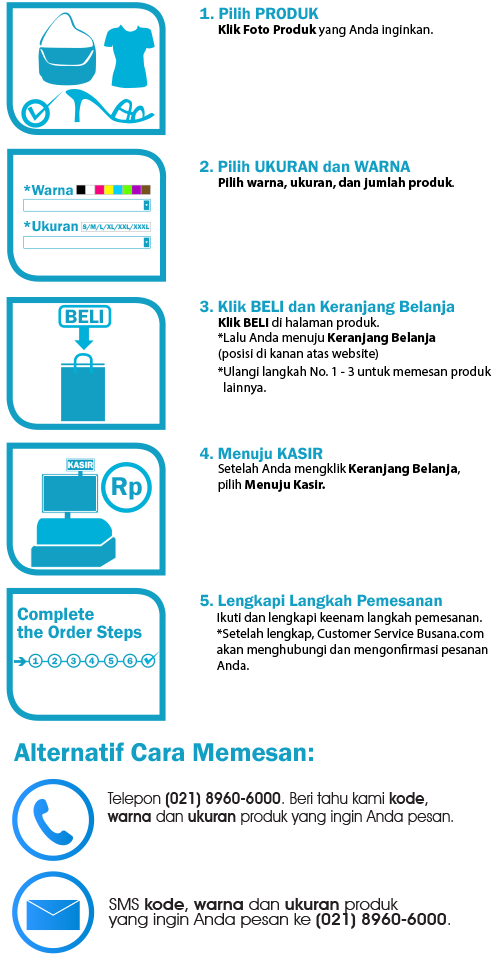 1. Pilih PRODUK
Klik Foto Produk yang Anda inginkan.
*Warna
*Ukuran S/M/L/XL/XXL/XXXL
2. Pilih UKURAN dan WARNA
Pilih warna, ukuran, dan jumlah produk.
BELI
3. Klik BELI dan Keranjang Belanja
Klik BELI di halaman produk.
*Lalu Anda menuju Keranjang Belanja
(posisi di kanan atas website)
*Ulangi langkah No. 1 - 3 untuk memesan produk
lainnya.
KASIR
Rp
4. Menuju KASIR
Setelah Anda mengklik Keranjang Belanja,
pilih Menuju Kasir.
Complete
the Order Steps
1 2 3 4 5 6
5. Lengkapi Langkah Pemesanan
Ikuti dan lengkapi keenam langkah pemesanan.
*Setelah lengkap, Customer Service Busana.com
akan menghubungi dan mengonfirmasi pesanan
Anda.
Alternatif Cara Memesan:
Telepon (021) 8960-6000. Beri tahu kami kode,
warna dan ukuran produk yang ingin Anda pesan.
SMS kode, warna dan ukuran produk
yang ingin Anda pesan ke (021) 8960-6000.